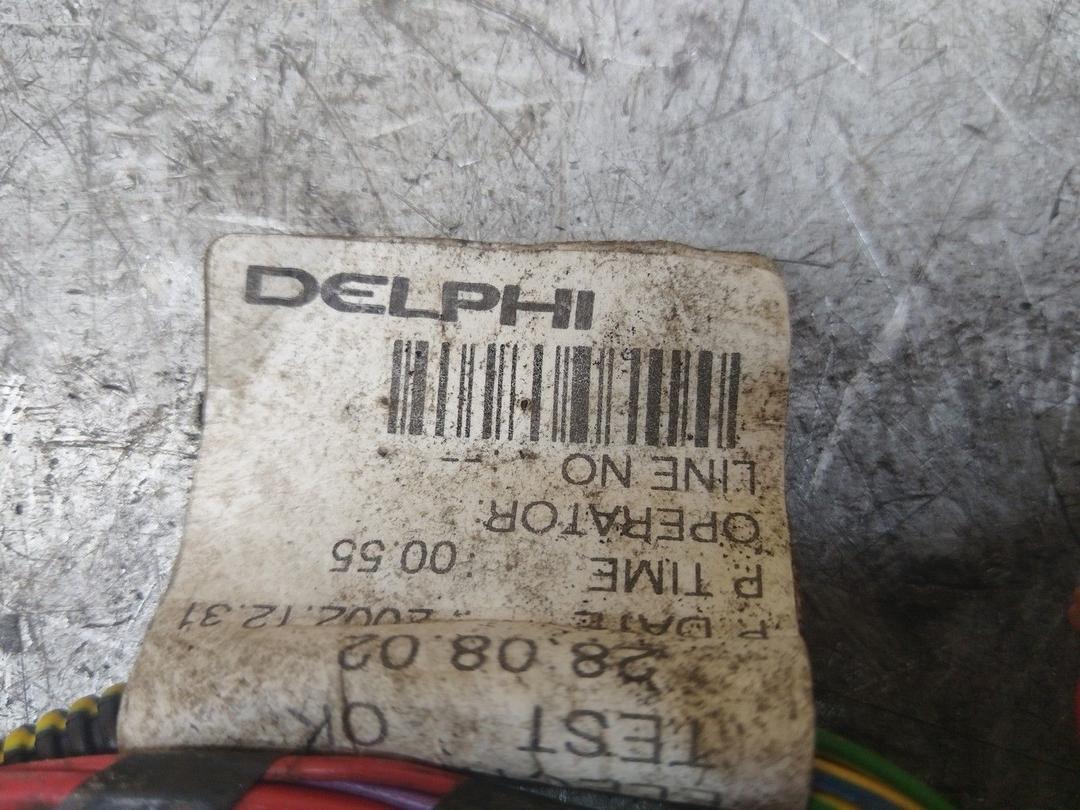 DELPHI
TEST OK
28.08.02
DATE : 2002.12.31
P. TIME : 00.55
OPERATOR:
LINE NO